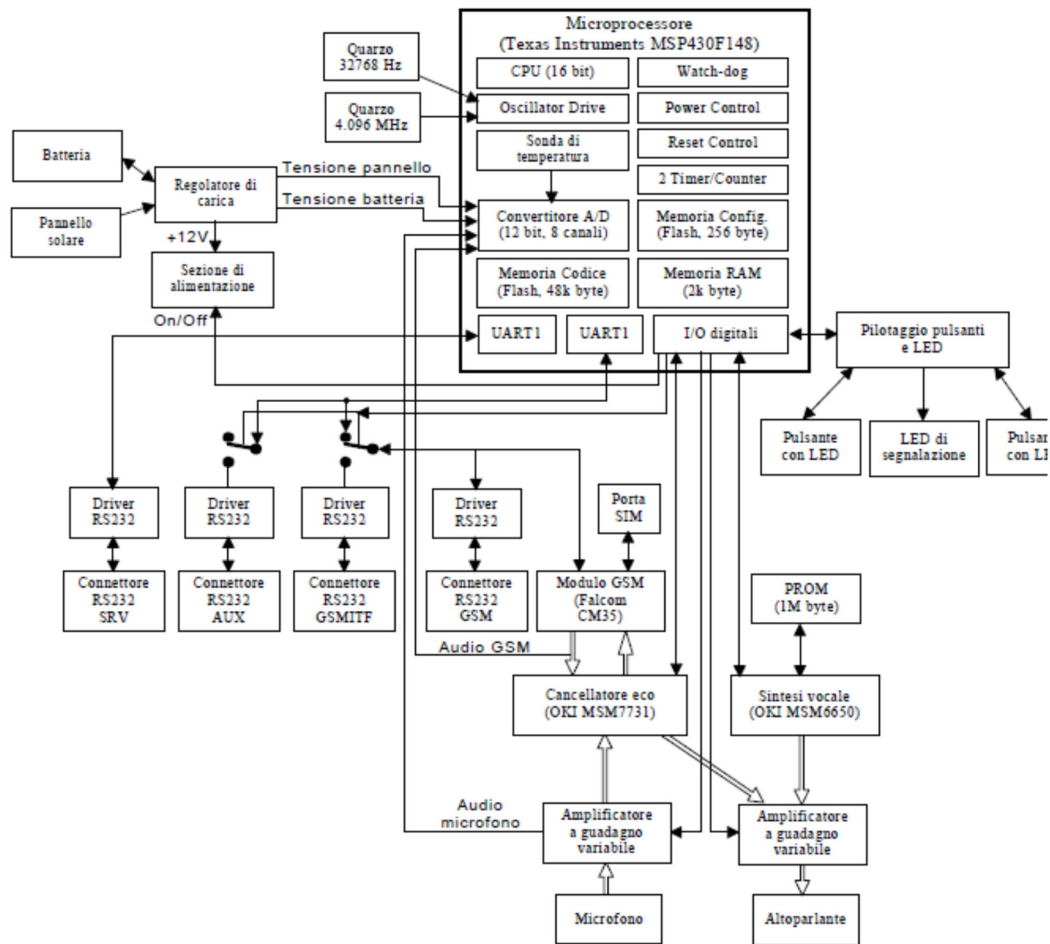 Microprocessore
(Texas Instruments MSP430F148)
Quarzo
32768 Hz
CPU (16 bit)
Watch-dog
Quarzo
4.096 MHz
Oscillator Drive
Power Control
Sonda di
temperatura
Reset Control
Batteria
Regolatore di
carica
Tensione pannello
Tensione batteria
2 Timer/Counter
Pannello
solare
+12V
Convertitore A/D
(12 bit, 8 canali)
Memoria Config.
(Flash, 256 byte)
Sezione di
alimentazione
Memoria Codice
(Flash, 48k byte)
Memoria RAM
(2k byte)
On/Off
UART1
UART1
I/O digitali
Pilotaggio pulsanti
e LED
Pulsante
con LED
LED di
segnalazione
Pulsan
con LE
Driver
RS232
Driver
RS232
Driver
RS232
Driver
RS232
Porta
SIM
Connettore
RS232
SRV
Connettore
RS232
AUX
Connettore
RS232
GSMITF
Connettore
RS232
GSM
Modulo GSM
(Falcom
CM35)
PROM
(1M byte)
Audio GSM
Cancellatore eco
(OKI MSM7731)
Sintesi vocale
(OKI MSM6650)
Audio
microfono
Amplificatore
a guadagno
variabile
Amplificatore
a guadagno
variabile
Microfono
Altoparlante